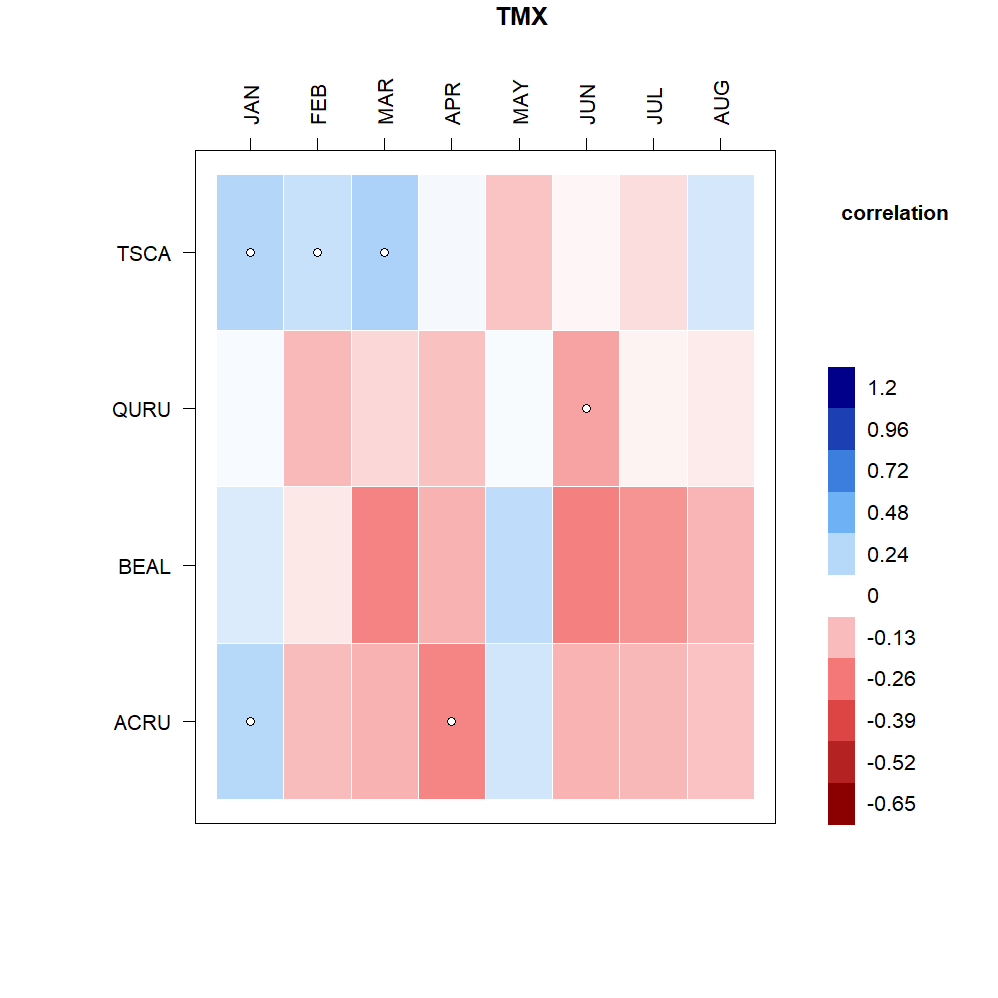 TMX
JAN
FEB
MAR
APR
MAY
JUN
JUL
AUG
TSCA
QURU
BEAL
ACRU
correlation
1.2
0.96
0.72
0.48
0.24
0
-0.13
-0.26
-0.39
-0.52
-0.65